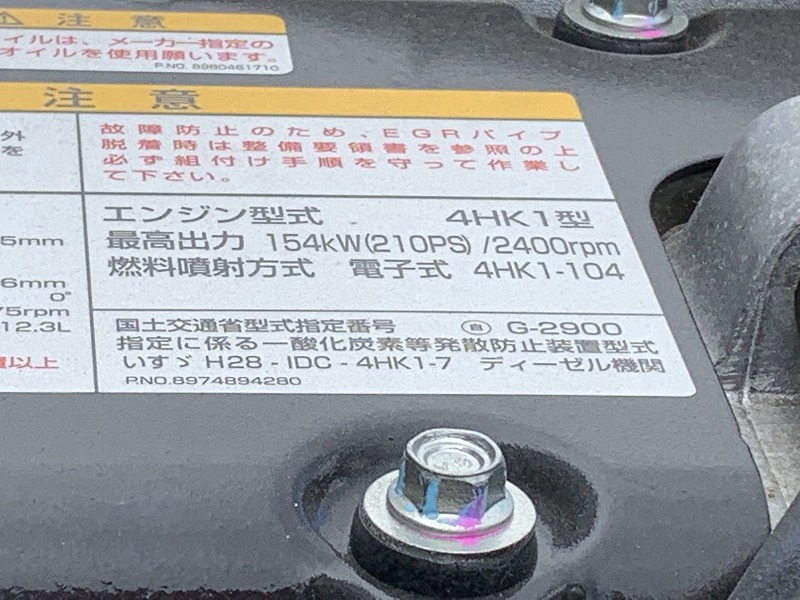 注 意
イルは、メーカー指定の
オイルを使用願います。
P.NO. 8980461710
注 意
外
を
故障防止のため、EGRパイプ
脱着時は整備要領書を参照の上
必ず組付け手順を守って作業し
て下さい。
エンジン型式 4HK1型
5mm
最高出力 154kW(210PS) /2400rpm
6mm
燃料噴射方式 電子式 4HK1-104
0°
75rpm
12.3L
国土交通省型式指定番号 自 G-2900
指定に係る一酸化炭素等発散防止装置型式
以上
いすゞ H28 - IDC - 4HK1-7 ディーゼル機関
P.NO.8974894280